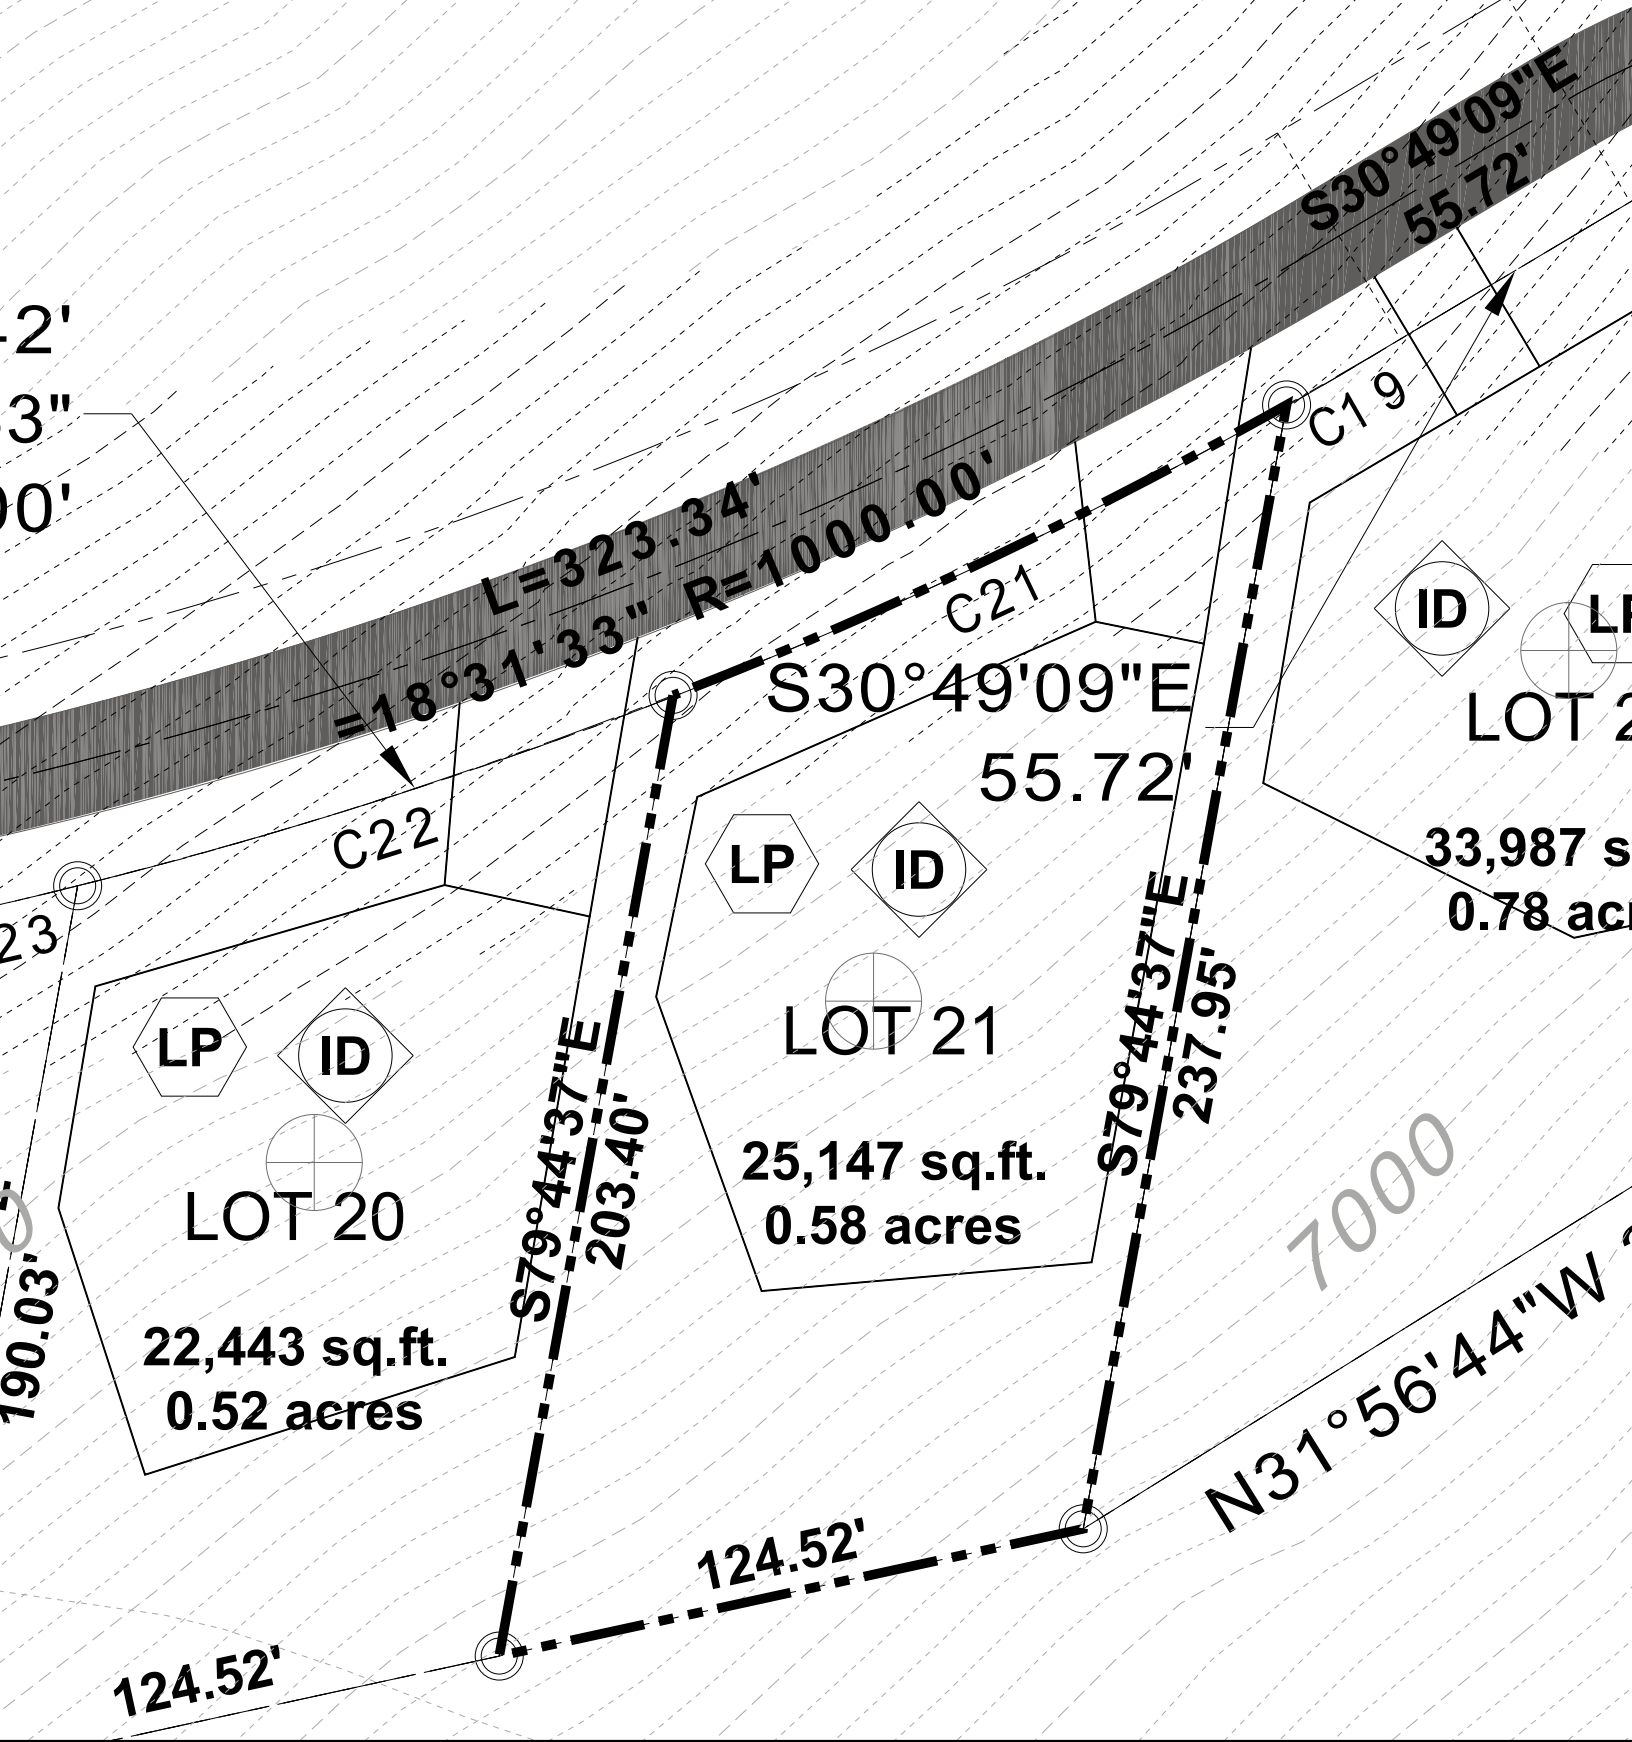 S30°49'09"E
55.72'
42'
3"
90'
L=323.34'
=18°31'33" R=1000.00'
C19
C21
S30°49'09"E
55.72'
C22
23
LP
ID
LOT 21
25,147 sq.ft.
0.58 acres
S79°44'37"E
237.95'
ID
LOT 2
33,987 s
0.78 acr
LP
ID
LOT 20
22,443 sq.ft.
0.52 acres
S79°44'37"E
203.40'
190.03'
7000
N31°56'44"W
124.52'
124.52'